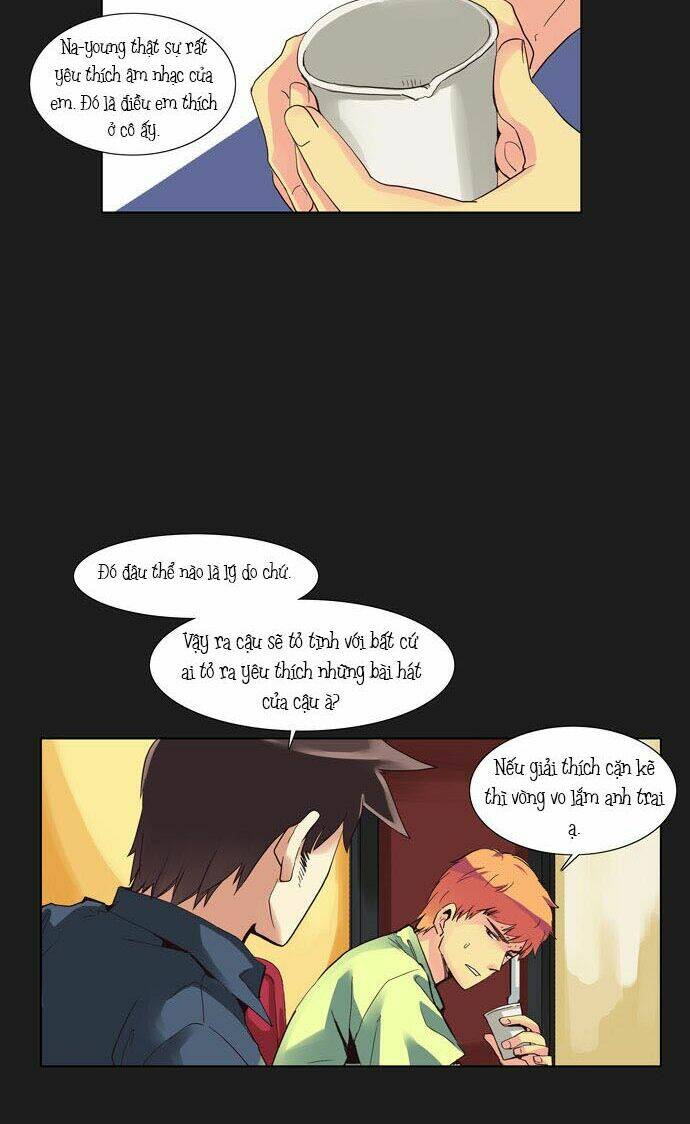 Na-young thật sự rất
yêu thích âm nhạc của
em. Đó là điều em thích
ở cô ấy.
Đó đâu thể nào là lý do chứ.
Vậy ra cậu sẽ tỏ tình với bất cứ
ai tỏ ra yêu thích những bài hát
của cậu à?
Nếu giải thích cặn kẽ
thì vòng vo lắm anh trai
ạ.